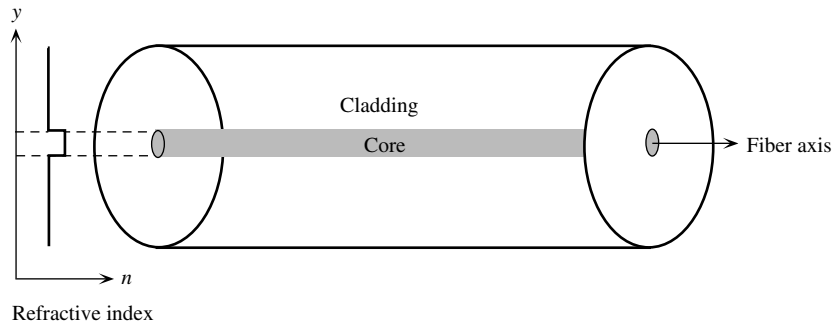 y
Cladding
Core
Fiber axis
n
Refractive index